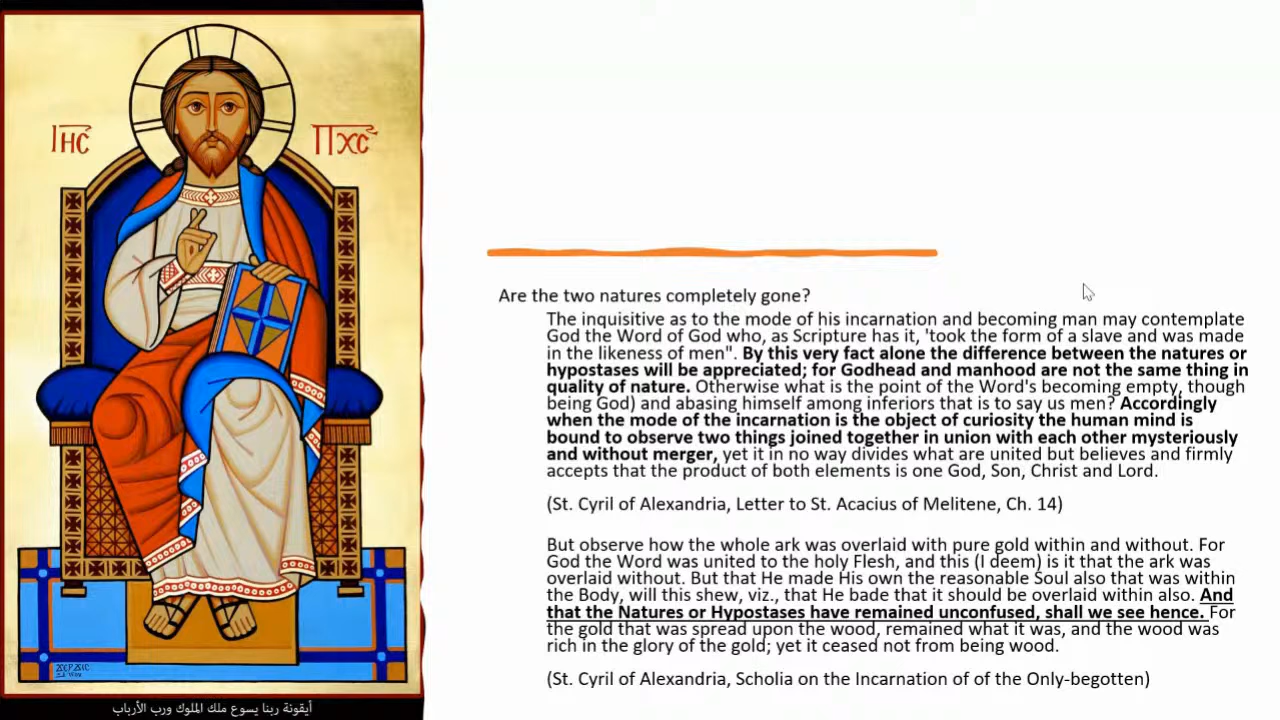 ⲒⲎⲤ
ⲠⲬⲤ
Are the two natures completely gone?
The inquisitive as to the mode of his incarnation and becoming man may contemplate
God the Word of God who, as Scripture has it, 'took the form of a slave and was made
in the likeness of men". By this very fact alone the difference between the natures or
hypostases will be appreciated; for Godhead and manhood are not the same thing in
quality of nature. Otherwise what is the point of the Word's becoming empty, though
being God) and abasing himself among inferiors that is to say us men? Accordingly
when the mode of the incarnation is the object of curiosity the human mind is
bound to observe two things joined together in union with each other mysteriously
and without merger, yet it in no way divides what are united but believes and firmly
accepts that the product of both elements is one God, Son, Christ and Lord.
(St. Cyril of Alexandria, Letter to St. Acacius of Melitene, Ch. 14)
But observe how the whole ark was overlaid with pure gold within and without. For
God the Word was united to the holy Flesh, and this (I deem) is it that the ark was
overlaid without. But that He made His own the reasonable Soul also that was within
the Body, will this shew, viz., that He bade that it should be overlaid within also. And
that the Natures or Hypostases have remained unconfused, shall we see hence. For
the gold that was spread upon the wood, remained what it was, and the wood was
rich in the glory of the gold; yet it ceased not from being wood.
(St. Cyril of Alexandria, Scholia on the Incarnation of of the Only-begotten)
أيقونة ربنا يسوع ملك الملوك ورب الأرباب